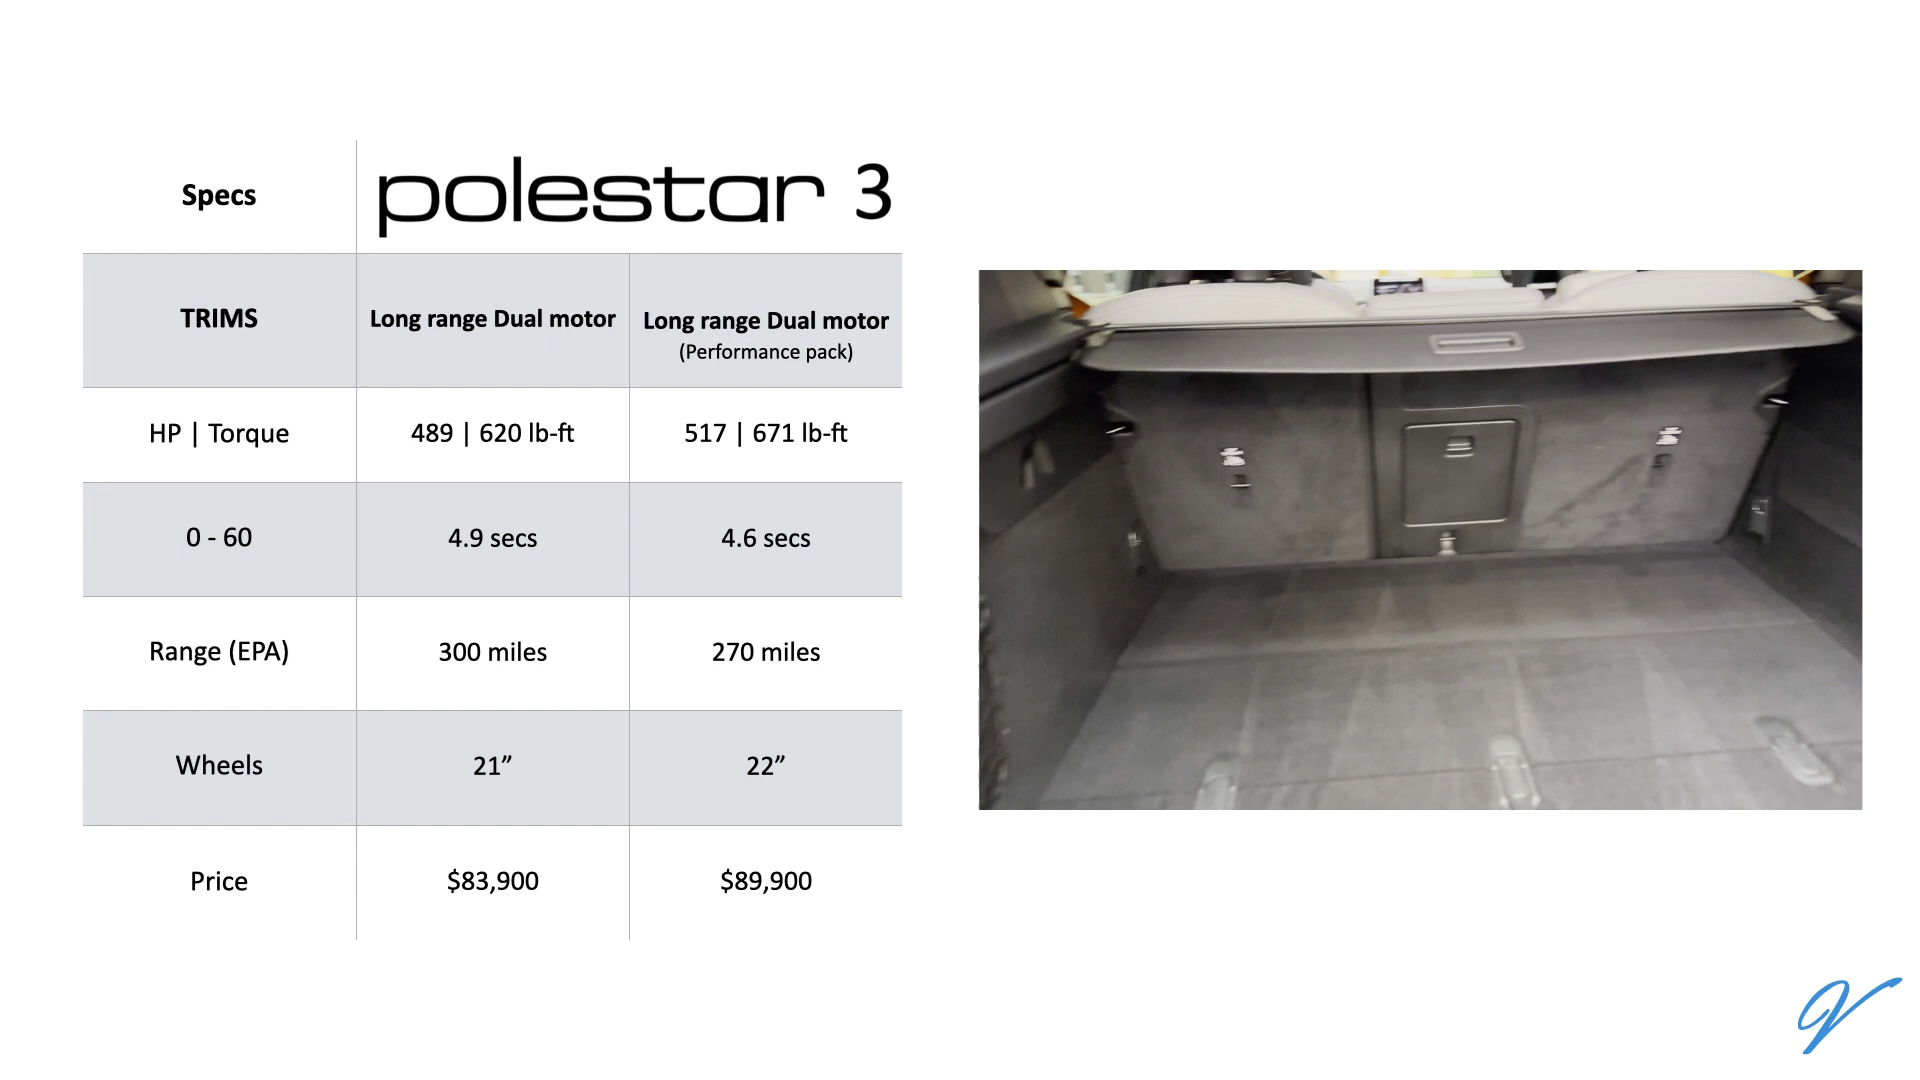 Specs
polestar 3
TRIMS
Long range Dual motor
Long range Dual motor
(Performance pack)
HP | Torque
489 | 620 lb-ft
517 | 671 lb-ft
0 - 60
4.9 secs
4.6 secs
Range (EPA)
300 miles
270 miles
Wheels
21”
22”
Price
$83,900
$89,900